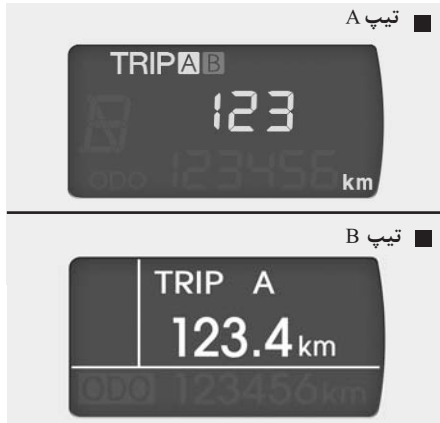 ■ تیپ A
TRIP A B
123
ODO 123456 km
■ تیپ B
TRIP A
123.4 km
ODO 123456km